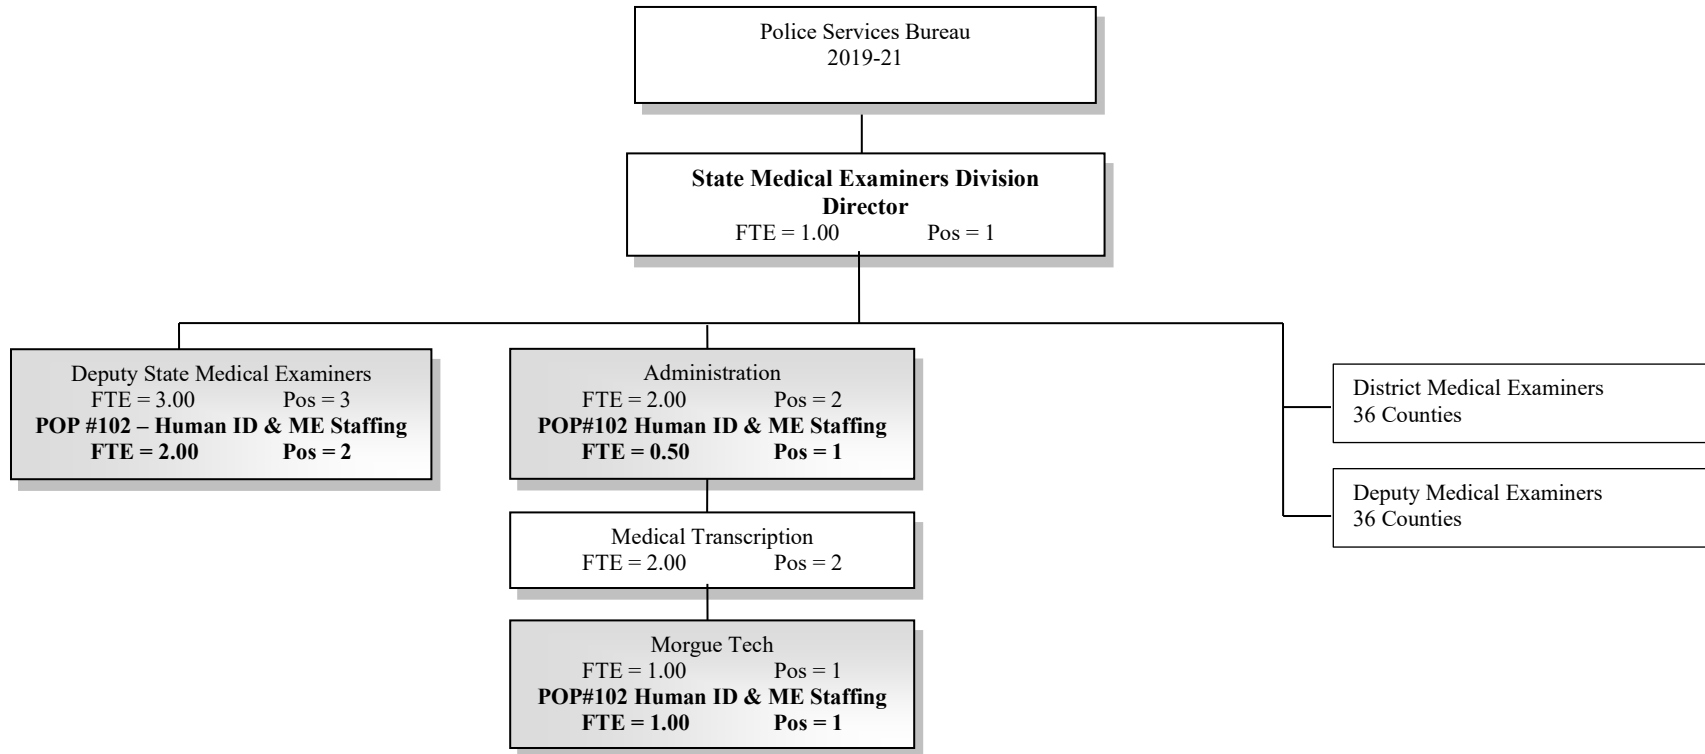 Police Services Bureau
2019-21
State Medical Examiners Division
Director
FTE = 1.00 Pos = 1
Deputy State Medical Examiners
FTE = 3.00 Pos = 3
POP #102 – Human ID & ME Staffing
FTE = 2.00 Pos = 2
Administration
FTE = 2.00 Pos = 2
POP#102 Human ID & ME Staffing
FTE = 0.50 Pos = 1
Medical Transcription
FTE = 2.00 Pos = 2
Morgue Tech
FTE = 1.00 Pos = 1
POP#102 Human ID & ME Staffing
FTE = 1.00 Pos = 1
District Medical Examiners
36 Counties
Deputy Medical Examiners
36 Counties